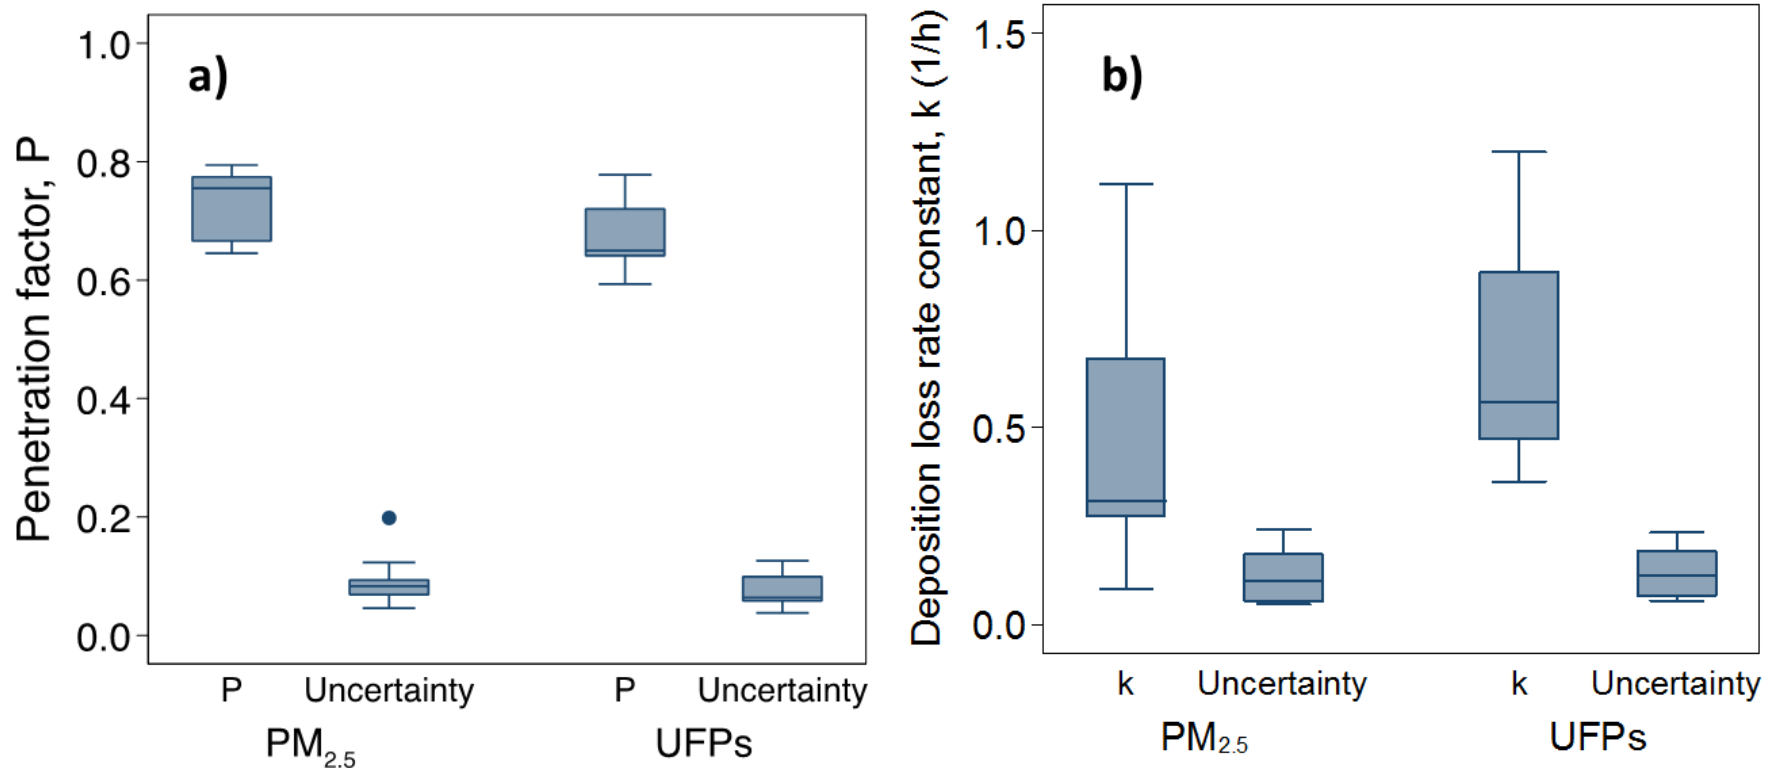 a)
Penetration factor, P
1.0
0.8
0.6
0.4
0.2
0.0
P Uncertainty P Uncertainty
PM2.5 UFPs
b)
Deposition loss rate constant, k (1/h)
1.5
1.0
0.5
0.0
k Uncertainty k Uncertainty
PM2.5 UFPs